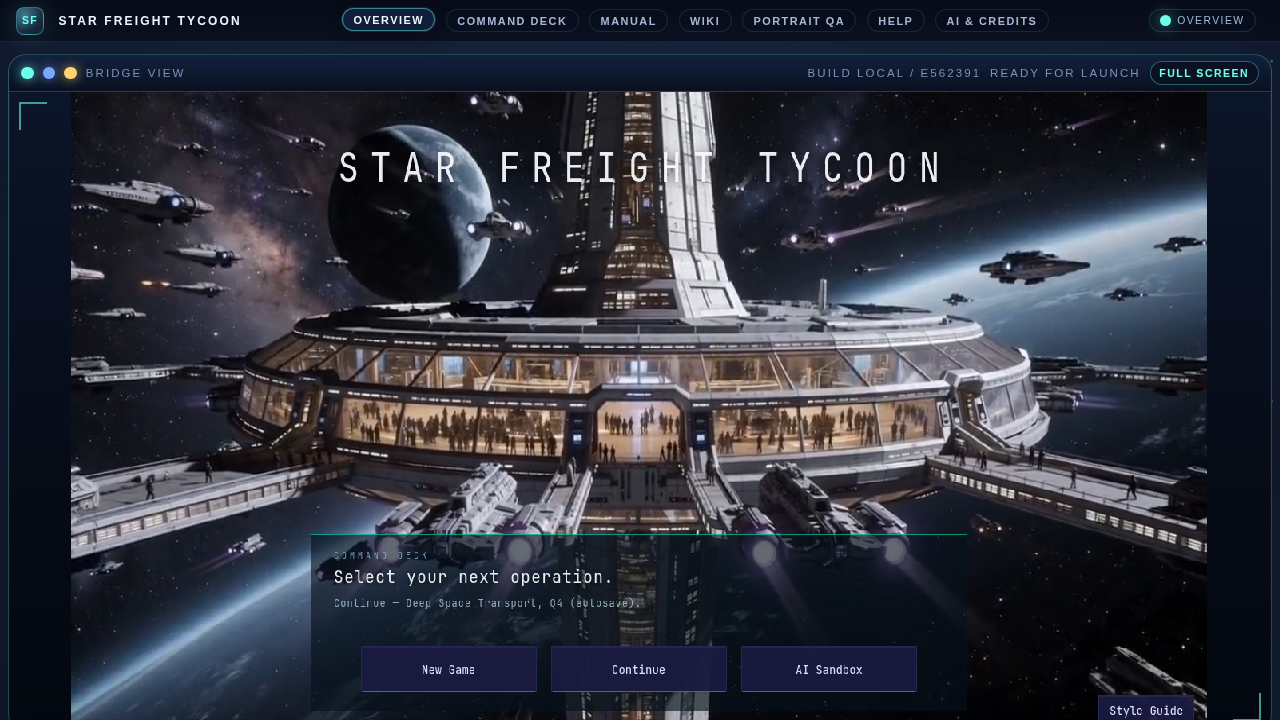 SF STAR FREIGHT TYCOON OVERVIEW COMMAND DECK MANUAL WIKI PORTRAIT QA HELP AI & CREDITS OVERVIEW
BRIDGE VIEW BUILD LOCAL / E562391 READY FOR LAUNCH FULL SCREEN
STAR FREIGHT TYCOON
COMMAND DECK
Select your next operation.
Continue — Deep Space Transport, Q4 (autosave).
New Game Continue AI Sandbox
Style Guide